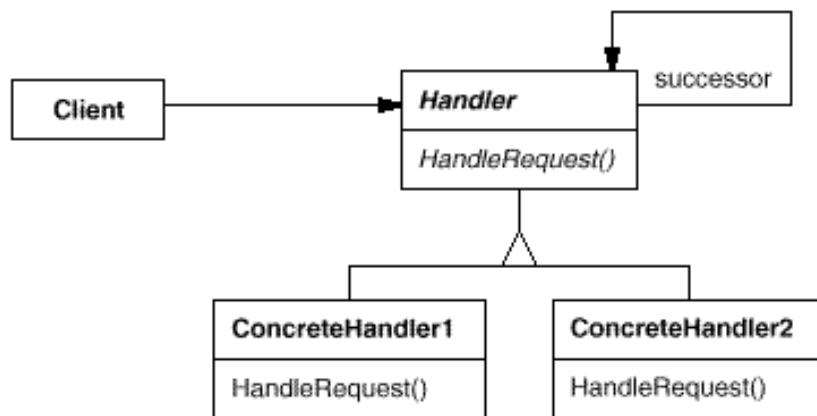 successor
Client
Handler
HandleRequest()
ConcreteHandler1
ConcreteHandler2
HandleRequest()
HandleRequest()